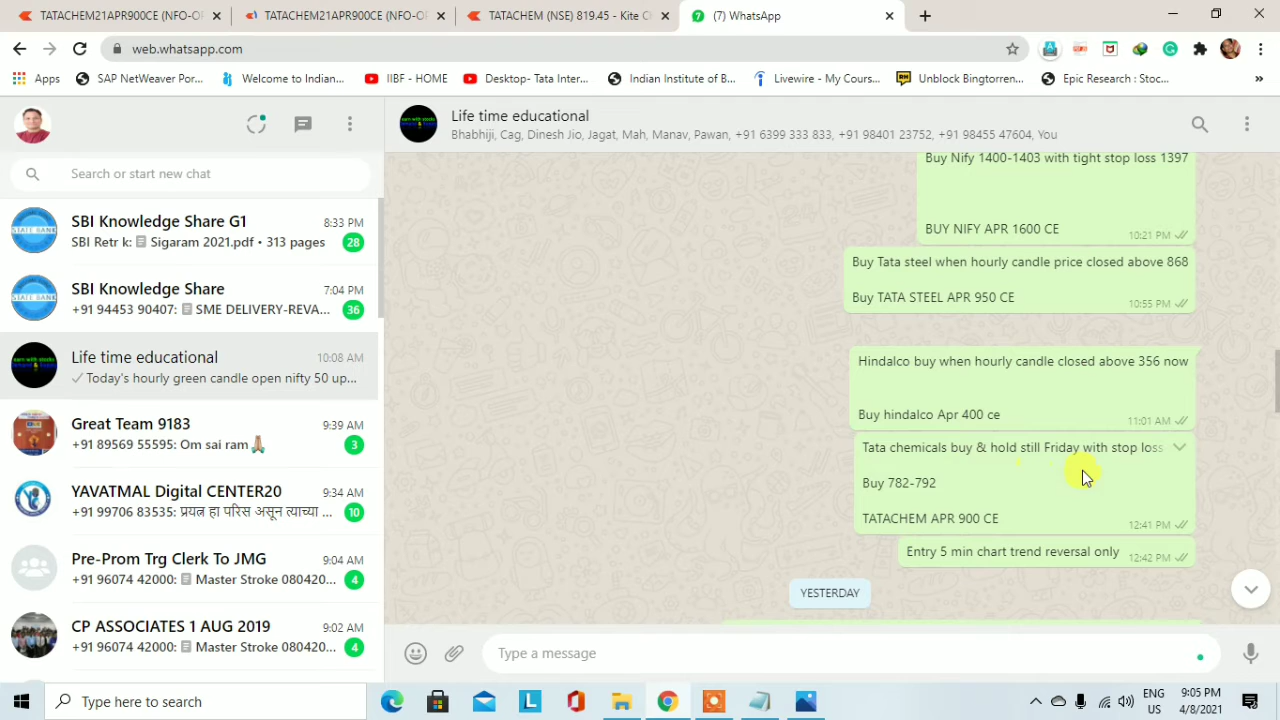 TATACHEM21APR900CE (NFO-OP
TATACHEM21APR900CE (NFO-OP
TATACHEM (NSE) 819.45 - Kite C
(7) WhatsApp
web.whatsapp.com
Apps
SAP NetWeaver Por...
Welcome to Indian...
IIBF - HOME
Desktop- Tata Inter...
Indian Institute of B...
Livewire - My Cours...
Unblock Bingtorren...
Epic Research : Stoc...
Search or start new chat
SBI Knowledge Share G1
8:33 PM
SBI Retr k: Sigaram 2021.pdf • 313 pages
28
SBI Knowledge Share
7:04 PM
+91 94453 90407: SME DELIVERY-REVA...
36
Life time educational
10:08 AM
Today's hourly green candle open nifty 50 up...
Great Team 9183
9:39 AM
+91 89569 55595: Om sai ram
3
YAVATMAL Digital CENTER20
9:34 AM
+91 99706 83535: प्रयत्न हा परिस असून त्याच्या ...
10
Pre-Prom Trg Clerk To JMG
9:04 AM
+91 96074 42000: Master Stroke 080420...
4
CP ASSOCIATES 1 AUG 2019
9:02 AM
+91 96074 42000: Master Stroke 080420...
4
Life time educational
Bhabhiji, Cag, Dinesh Jio, Jagat, Mah, Manav, Pawan, +91 6399 333 833, +91 98401 23752, +91 98455 47604, You
Buy Nify 1400-1403 with tight stop loss 1397
BUY NIFY APR 1600 CE
10:21 PM
Buy Tata steel when hourly candle price closed above 868
Buy TATA STEEL APR 950 CE
10:55 PM
Hindalco buy when hourly candle closed above 356 now
Buy hindalco Apr 400 ce
11:01 AM
Tata chemicals buy & hold still Friday with stop loss
Buy 782-792
TATACHEM APR 900 CE
12:41 PM
Entry 5 min chart trend reversal only
12:42 PM
YESTERDAY
Type a message
Type here to search
ENG
US
9:05 PM
4/8/2021